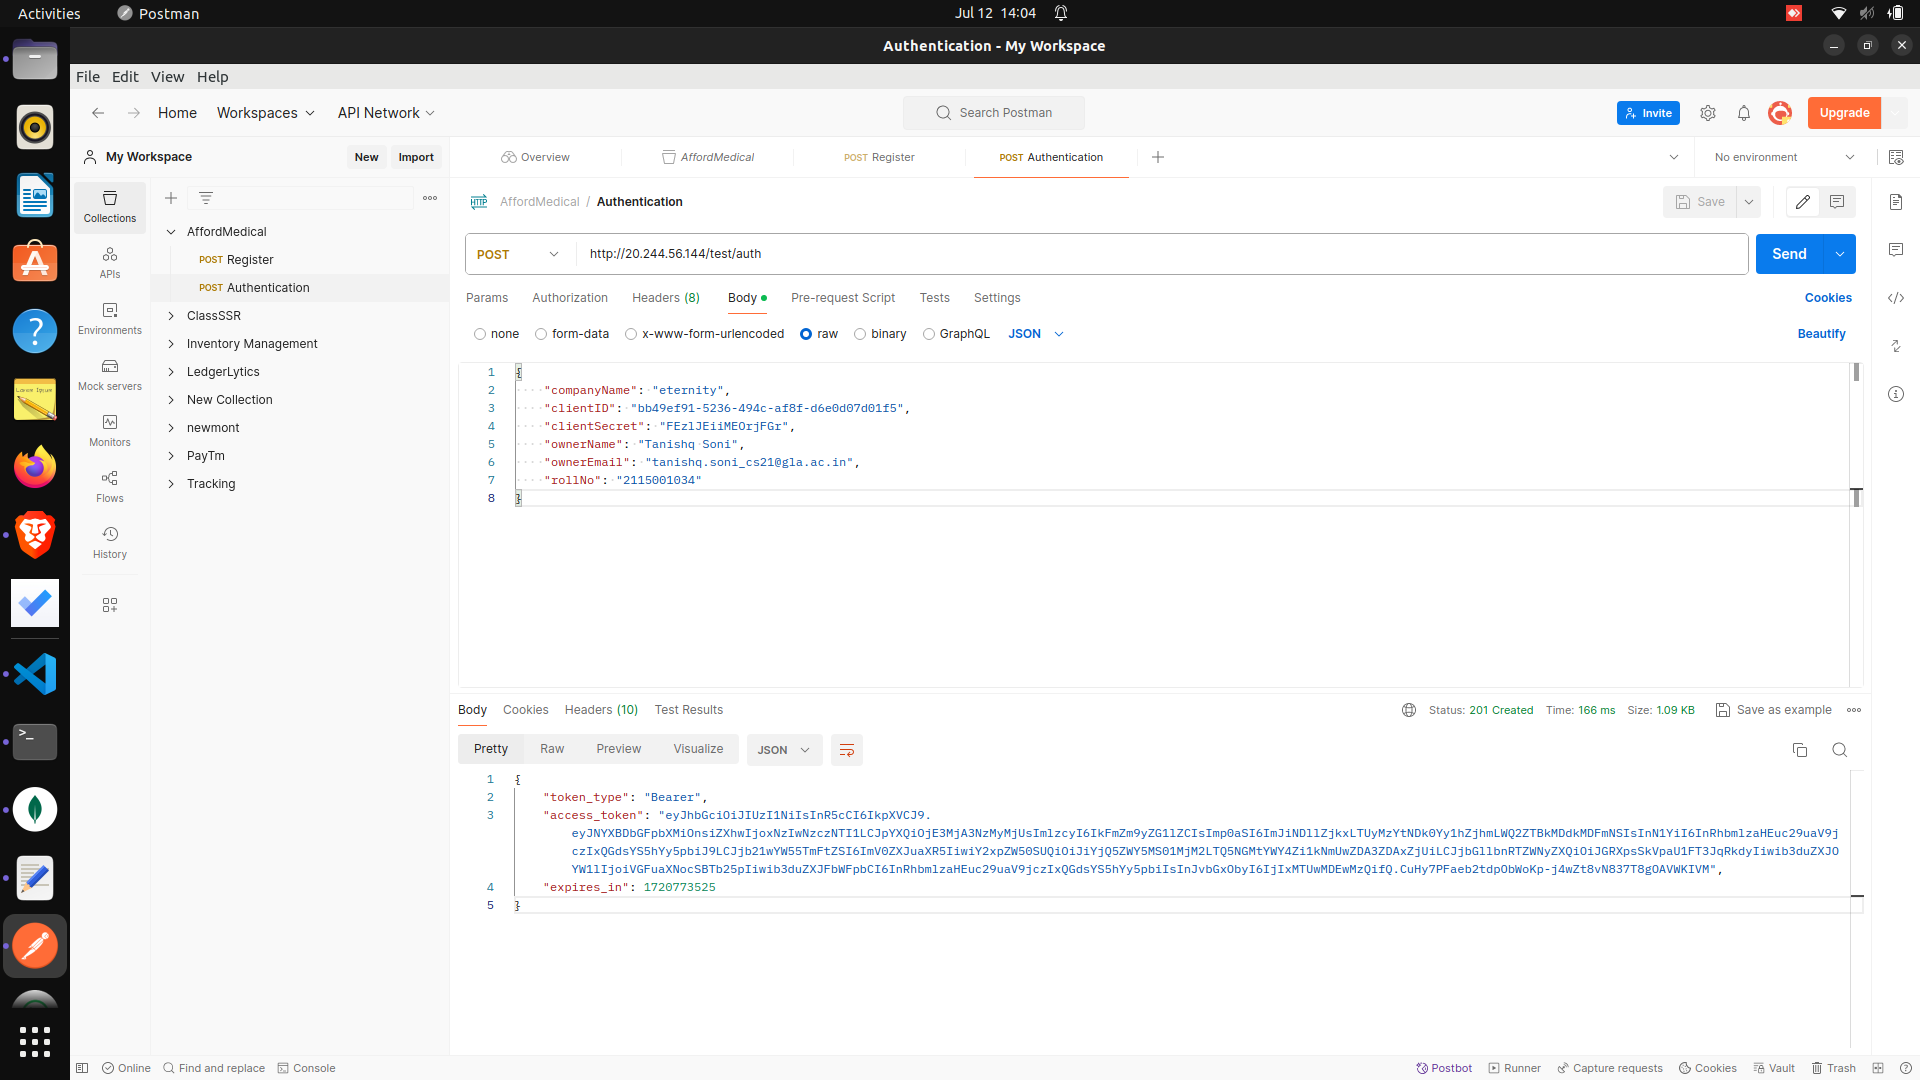 Activities Postman Jul 12 14:04
Authentication - My Workspace
File Edit View Help
Home Workspaces API Network Search Postman Invite Upgrade
My Workspace New Import Overview AffordMedical POST Register POST Authentication No environment
Collections
APIs
Environments
Mock servers
Monitors
Flows
History
AffordMedical
POST Register
POST Authentication
ClassSSR
Inventory Management
LedgerLytics
New Collection
newmont
PayTm
Tracking
HTTP AffordMedical / Authentication Save
POST http://20.244.56.144/test/auth Send
Params Authorization Headers (8) Body Pre-request Script Tests Settings Cookies
none form-data x-www-form-urlencoded raw binary GraphQL JSON Beautify
1 {
2 "companyName": "eternity",
3 "clientID": "bb49ef91-5236-494c-af8f-d6e0d07d01f5",
4 "clientSecret": "FEzlJEiiMEOrjFGr",
5 "ownerName": "Tanishq Soni",
6 "ownerEmail": "tanishq.soni_cs21@gla.ac.in",
7 "rollNo": "2115001034"
8 }
Body Cookies Headers (10) Test Results Status: 201 Created Time: 166 ms Size: 1.09 KB Save as example
Pretty Raw Preview Visualize JSON
1 {
2 "token_type": "Bearer",
3 "access_token": "eyJhbGciOiJIUzI1NiIsInR5cCI6IkpXVCJ9.
4 "expires_in": 1720773525
5 }
Online Find and replace Console Postbot Runner Capture requests Cookies Vault Trash